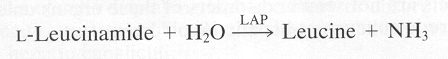 L-Leucinamide + H₂O —LAP→ Leucine + NH₃